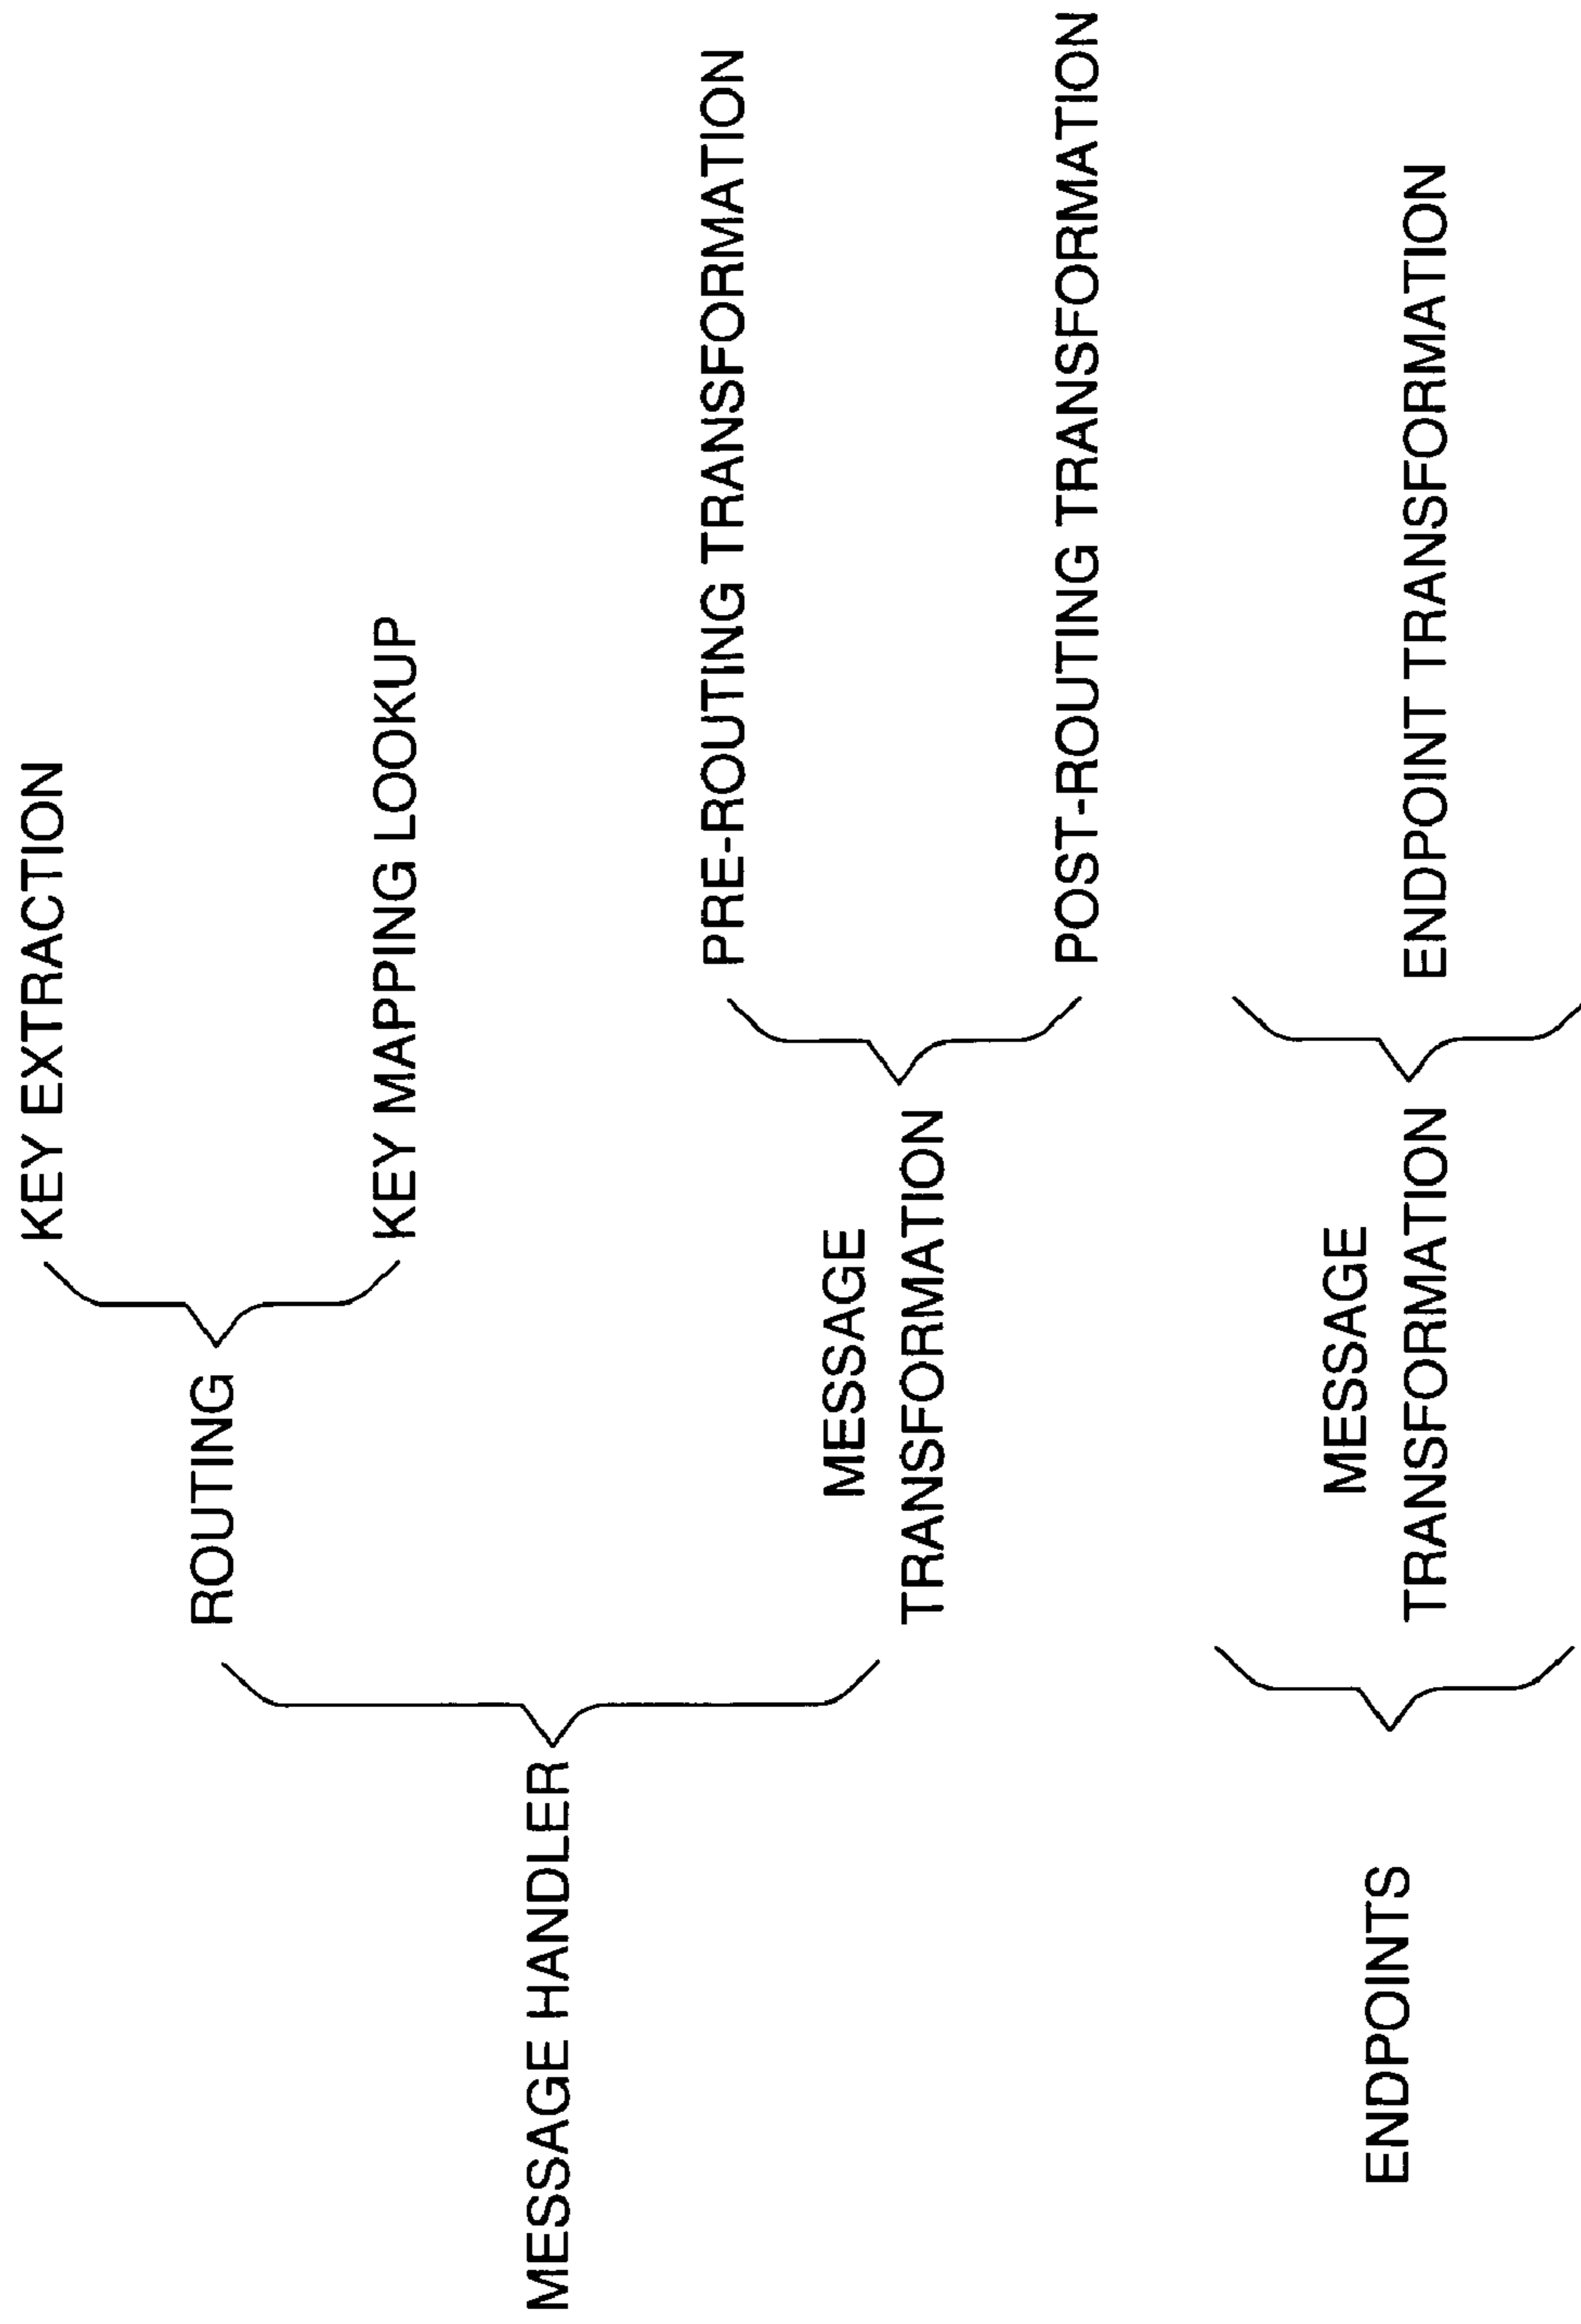 KEY EXTRACTION
ROUTING
KEY MAPPING LOOKUP
MESSAGE HANDLER
PRE-ROUTING TRANSFORMATION
MESSAGE
TRANSFORMATION
POST-ROUTING TRANSFORMATION
ENDPOINTS
MESSAGE
TRANSFORMATION
ENDPOINT TRANSFORMATION